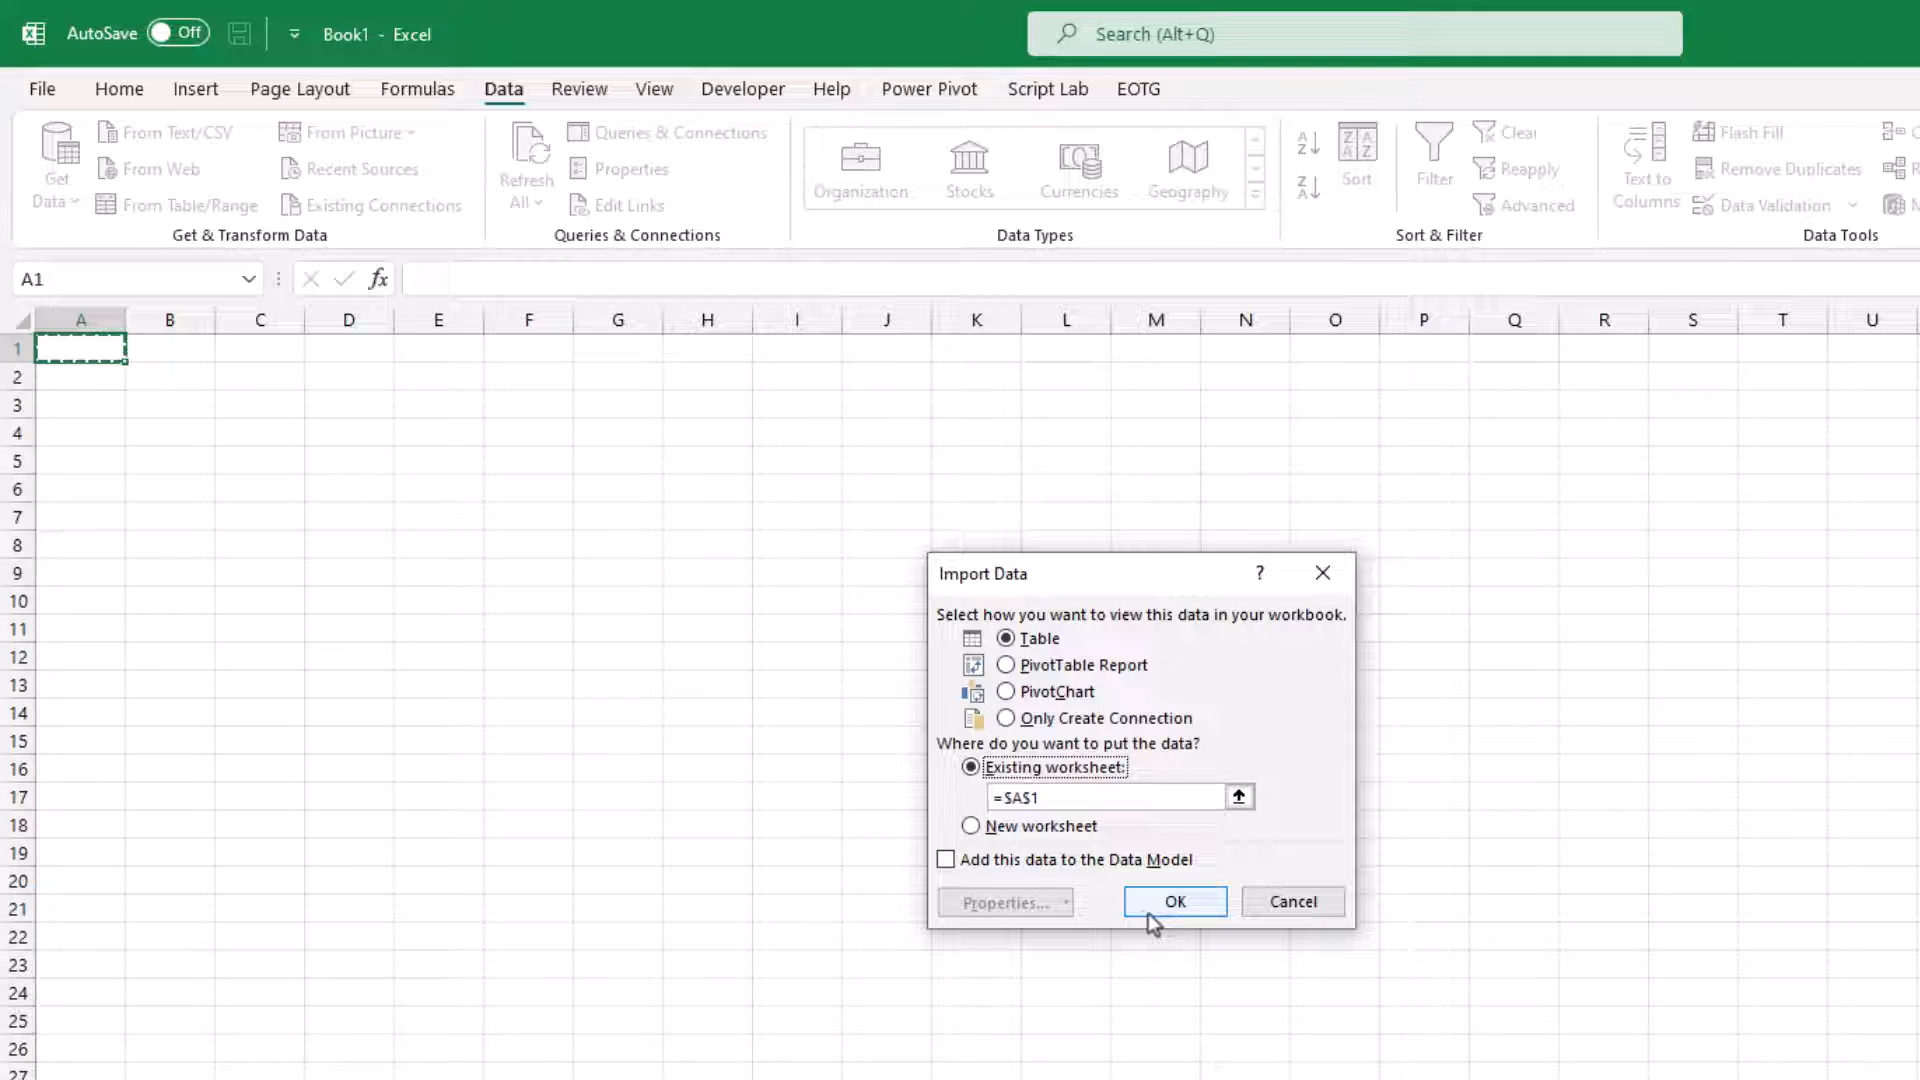 AutoSave Off Book1 - Excel Search (Alt+Q)
File Home Insert Page Layout Formulas Data Review View Developer Help Power Pivot Script Lab EOTG
Get Data
From Text/CSV
From Web
From Table/Range
From Picture
Recent Sources
Existing Connections
Get & Transform Data
Refresh All
Queries & Connections
Properties
Edit Links
Queries & Connections
Organization Stocks Currencies Geography
Data Types
Sort
Filter
Clear
Reapply
Advanced
Sort & Filter
Text to Columns
Flash Fill
Remove Duplicates
Data Validation
Data Tools
A1 fx
A B C D E F G H I J K L M N O P Q R S T U
1
2
3
4
5
6
7
8
9
10
11
12
13
14
15
16
17
18
19
20
21
22
23
24
25
26
27
Import Data ?
Select how you want to view this data in your workbook.
Table
PivotTable Report
PivotChart
Only Create Connection
Where do you want to put the data?
Existing worksheet:
=$A$1
New worksheet
Add this data to the Data Model
Properties... OK Cancel